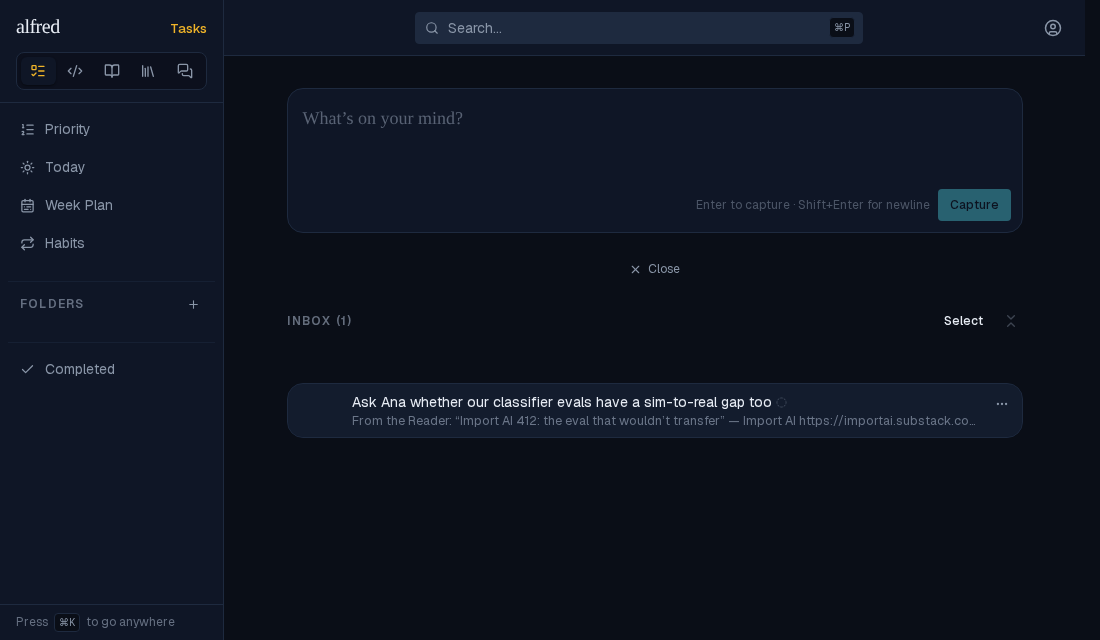 alfred
Tasks
Search...
⌘P
Priority
Today
Week Plan
Habits
FOLDERS
Completed
Press ⌘K to go anywhere
What’s on your mind?
Enter to capture · Shift+Enter for newline
Capture
Close
INBOX (1)
Select
Ask Ana whether our classifier evals have a sim-to-real gap too
From the Reader: “Import AI 412: the eval that wouldn’t transfer” — Import AI https://importai.substack.co…